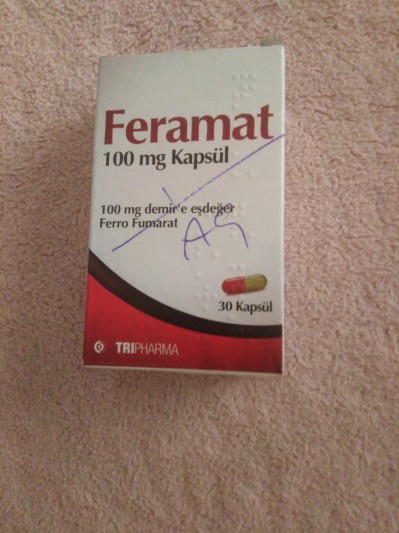 Feramat
100 mg Kapsül
100 mg demir'e eşdeğer
Ferro Fumarat
30 Kapsül
TRIPHARMA